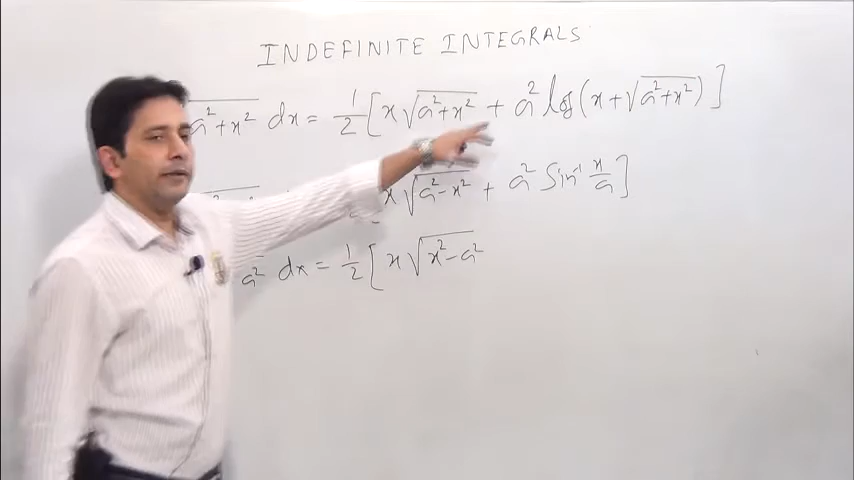 INDEFINITE INTEGRALS
a²+x² dx = 1/2 [x√(a²+x²) + a² log(x+√(a²+x²))]
x√(a²-x²) + a² Sin⁻¹ x/a]
a² dx = 1/2 [x√(x²-a²)